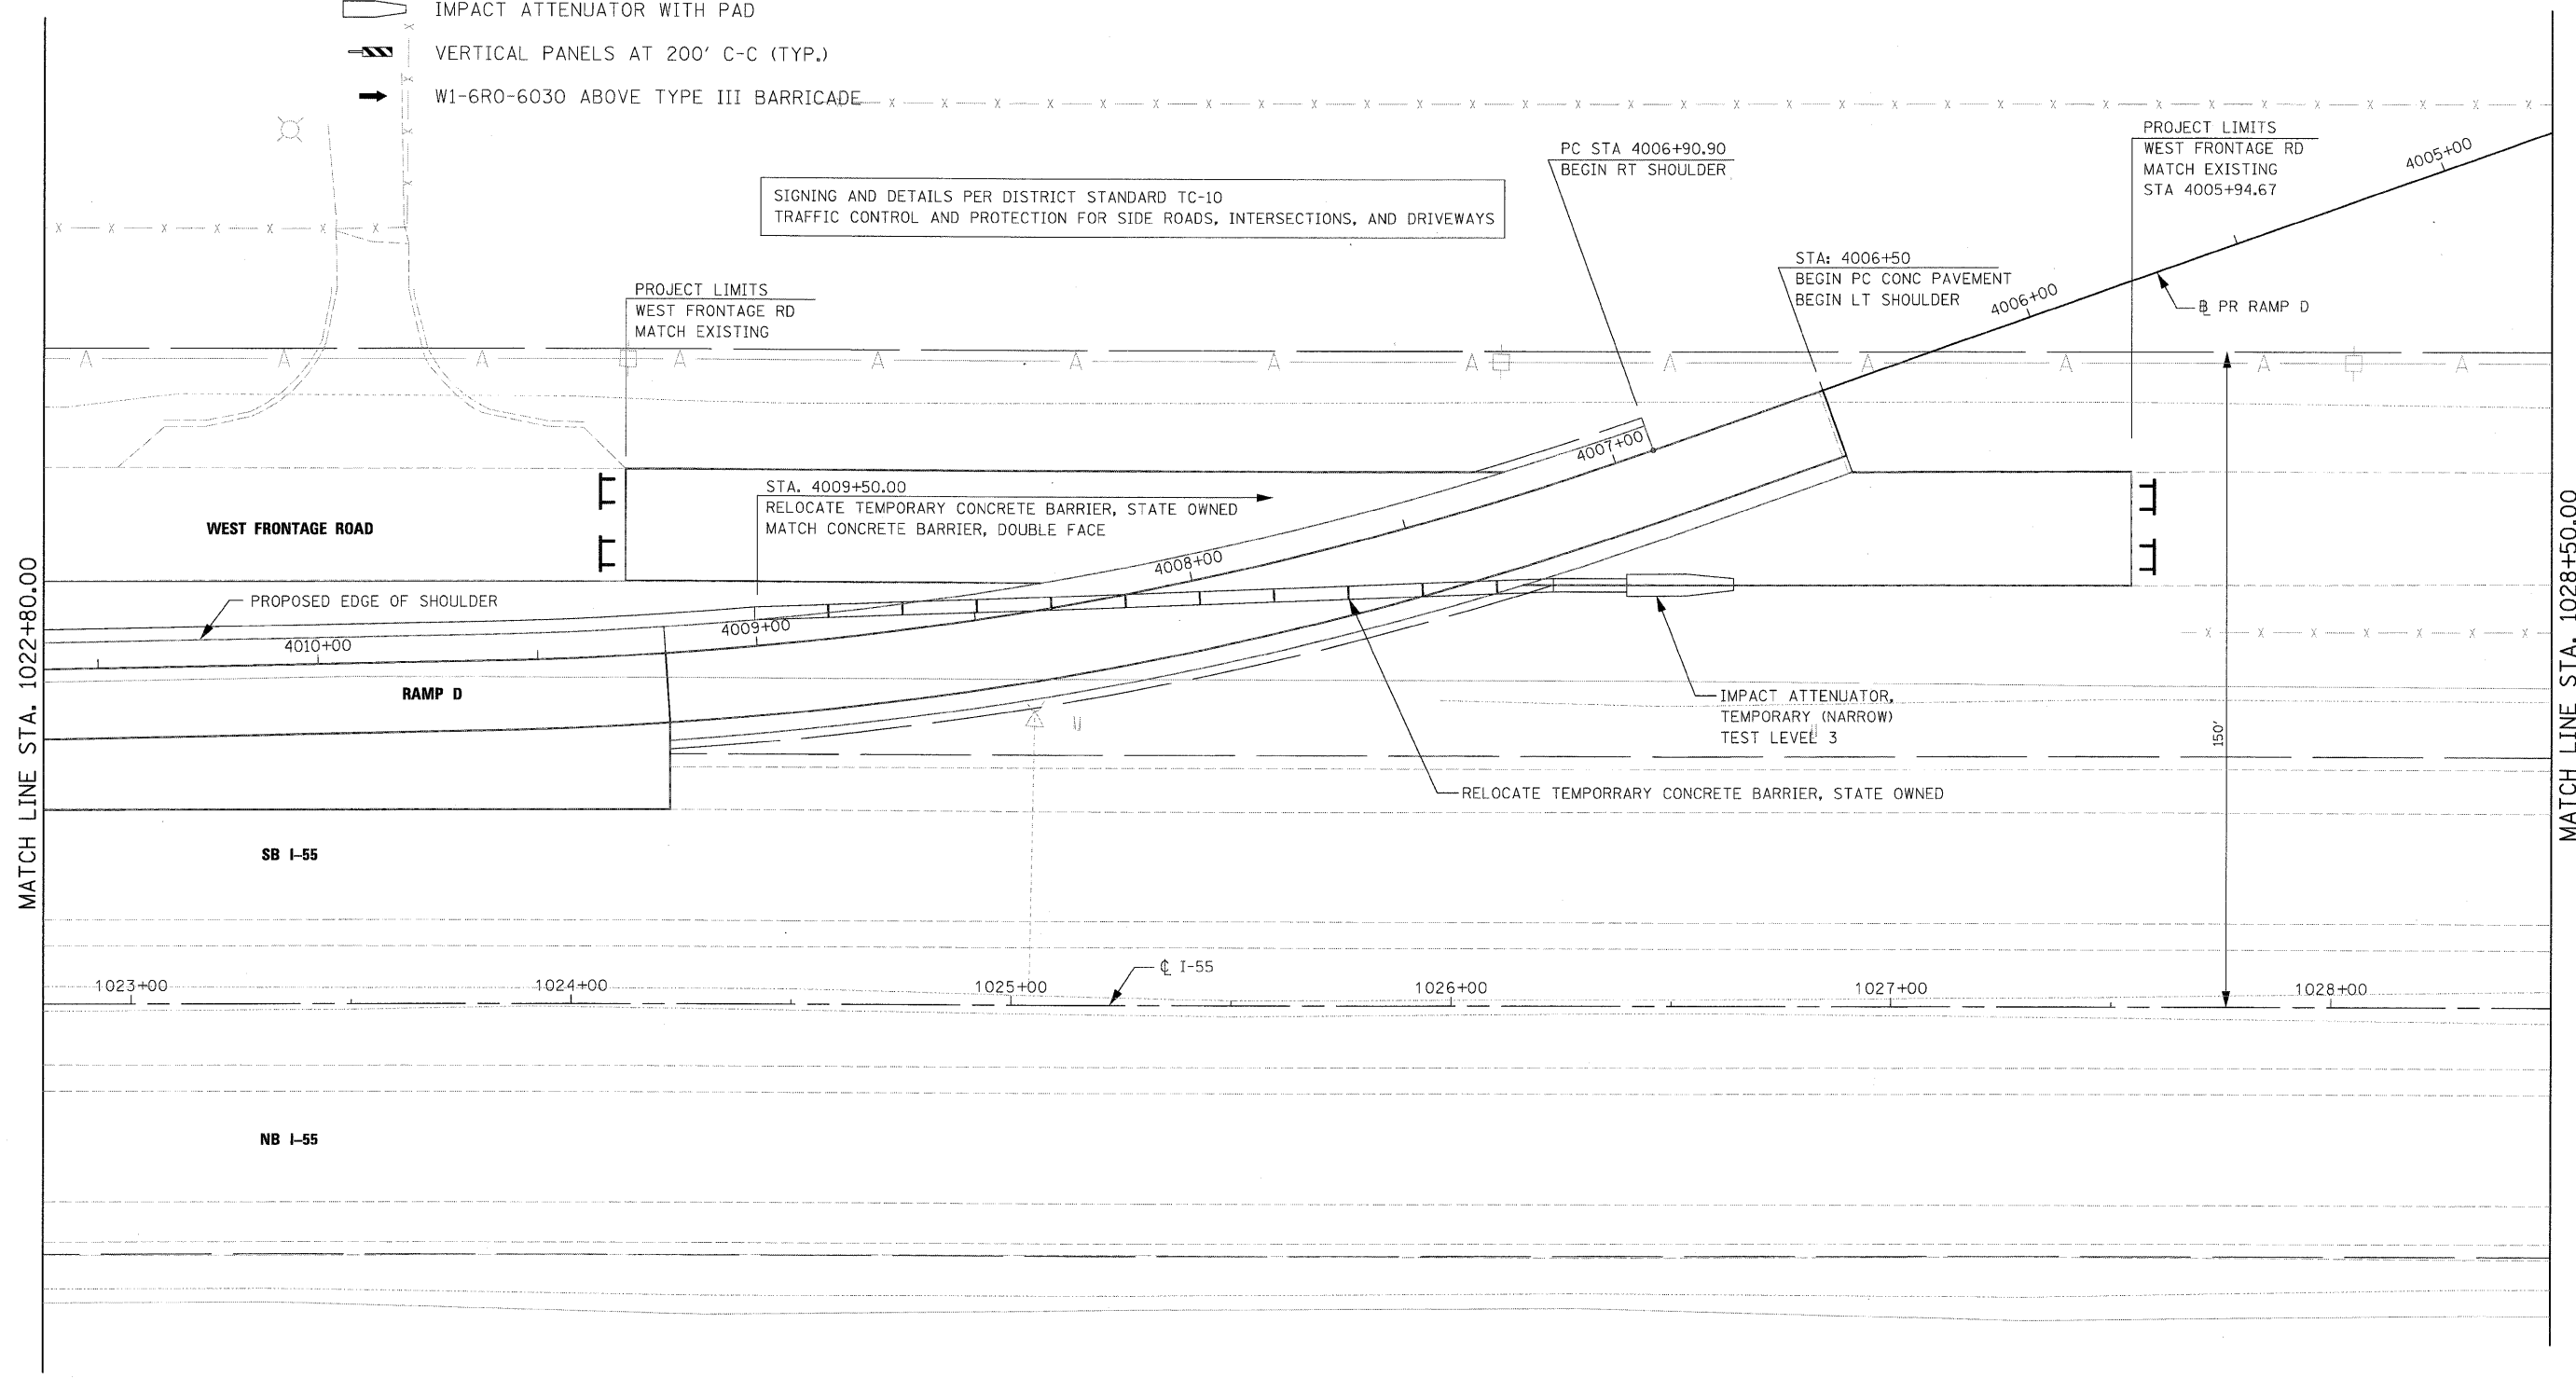 IMPACT ATTENUATOR WITH PAD
VERTICAL PANELS AT 200' C-C (TYP.)
W1-6RO-6030 ABOVE TYPE III BARRICADE
SIGNING AND DETAILS PER DISTRICT STANDARD TC-10
TRAFFIC CONTROL AND PROTECTION FOR SIDE ROADS, INTERSECTIONS, AND DRIVEWAYS
PC STA 4006+90.90
BEGIN RT SHOULDER
PROJECT LIMITS
WEST FRONTAGE RD
MATCH EXISTING
STA 4005+94.67
4005+00
STA: 4006+50
BEGIN PC CONC PAVEMENT
BEGIN LT SHOULDER
4006+00
℄ PR RAMP D
PROJECT LIMITS
WEST FRONTAGE RD
MATCH EXISTING
4007+00
STA. 4009+50.00
RELOCATE TEMPORARY CONCRETE BARRIER, STATE OWNED
MATCH CONCRETE BARRIER, DOUBLE FACE
WEST FRONTAGE ROAD
4008+00
PROPOSED EDGE OF SHOULDER
4009+00
4010+00
RAMP D
IMPACT ATTENUATOR,
TEMPORARY (NARROW)
TEST LEVEL 3
150'
RELOCATE TEMPORRARY CONCRETE BARRIER, STATE OWNED
SB I-55
℄ I-55
1023+00
1024+00
1025+00
1026+00
1027+00
1028+00
NB I-55
MATCH LINE STA. 1022+80.00
MATCH LINE STA. 1028+50.00